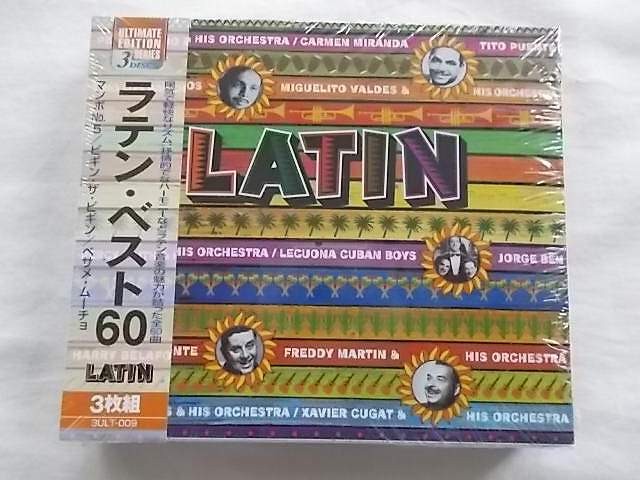 ULTIMATE
EDITION
SERIES
3 DISC
ラテン・ベスト60
マンボNo.5/ビギン・ザ・ビギン/ベサメ・ムーチョ
LATIN
3枚組
3ULT-009
& HIS ORCHESTRA / CARMEN MIRANDA
TITO PUENTE
OS
MIGUELITO VALDES &
HIS ORCHEST
LATIN
HIS ORCHESTRA / LECUONA CUBAN BOYS
JORGE BEN
HARRY BELAFONTE
FREDDY MARTIN &
HIS ORCHESTRA
& HIS ORCHESTRA / XAVIER CUGAT &
HIS ORCHESTRA